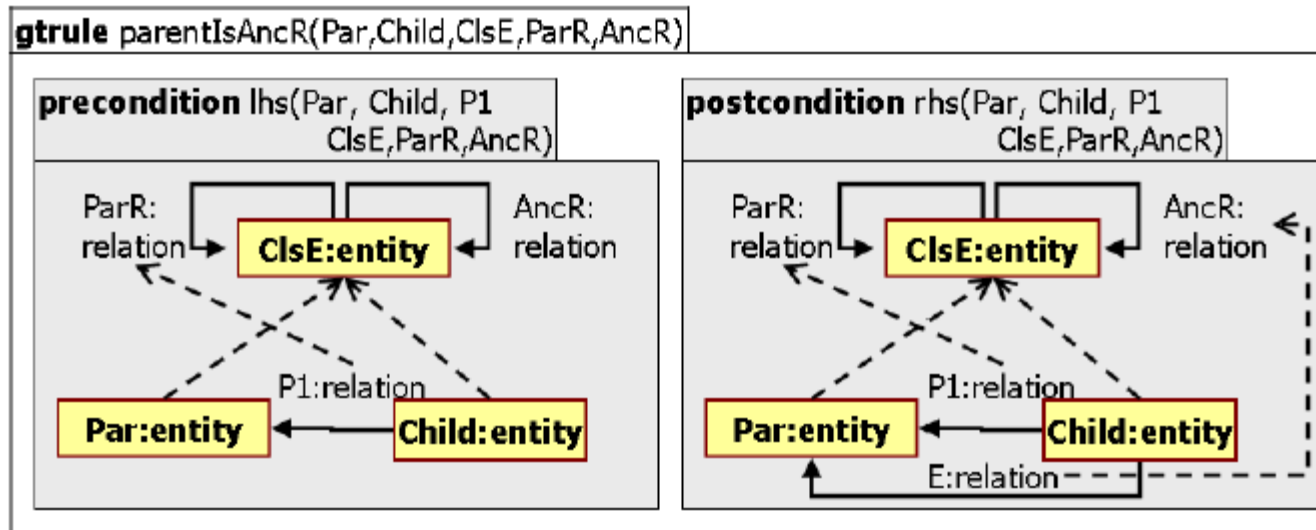 gtrule parentIsAncR(Par,Child,ClsE,ParR,AncR)
precondition lhs(Par, Child, P1
ClsE,ParR,AncR)
ParR:
relation
ClsE:entity
AncR:
relation
P1:relation
Par:entity
Child:entity
postcondition rhs(Par, Child, P1
ClsE,ParR,AncR)
ParR:
relation
ClsE:entity
AncR:
relation
P1:relation
Par:entity
Child:entity
E:relation